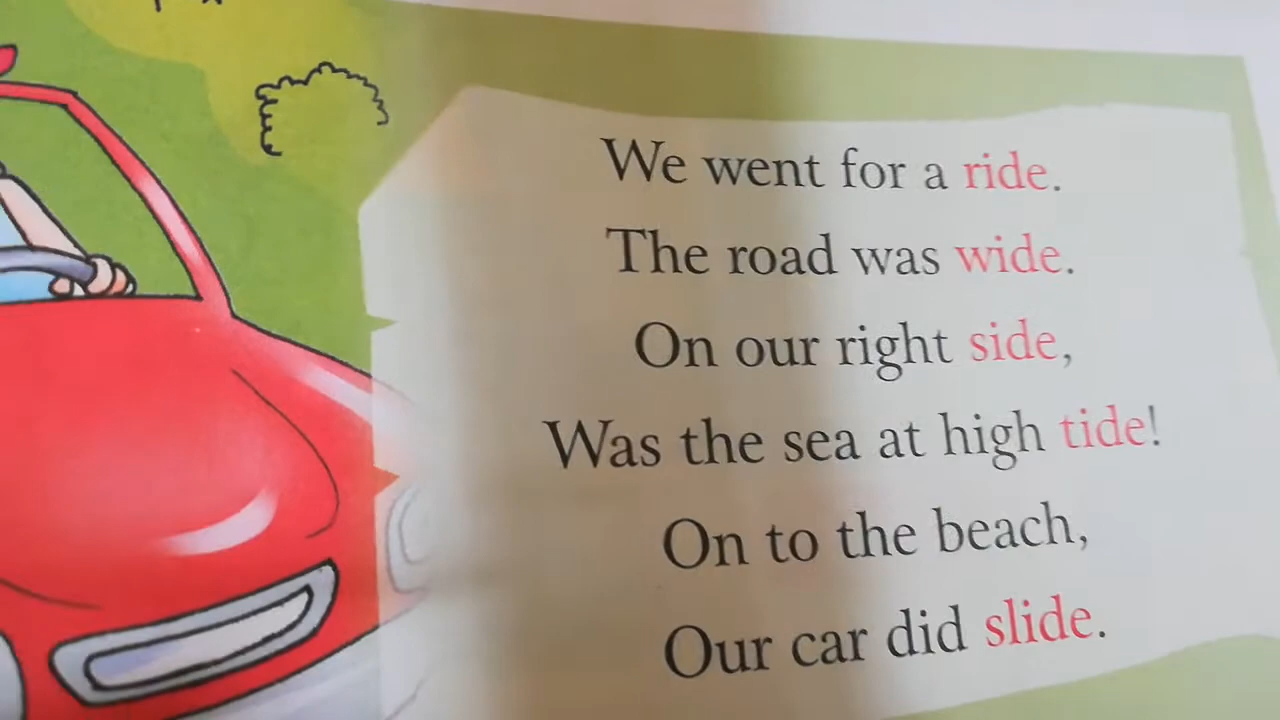 We went for a ride.
The road was wide.
On our right side,
Was the sea at high tide!
On to the beach,
Our car did slide.